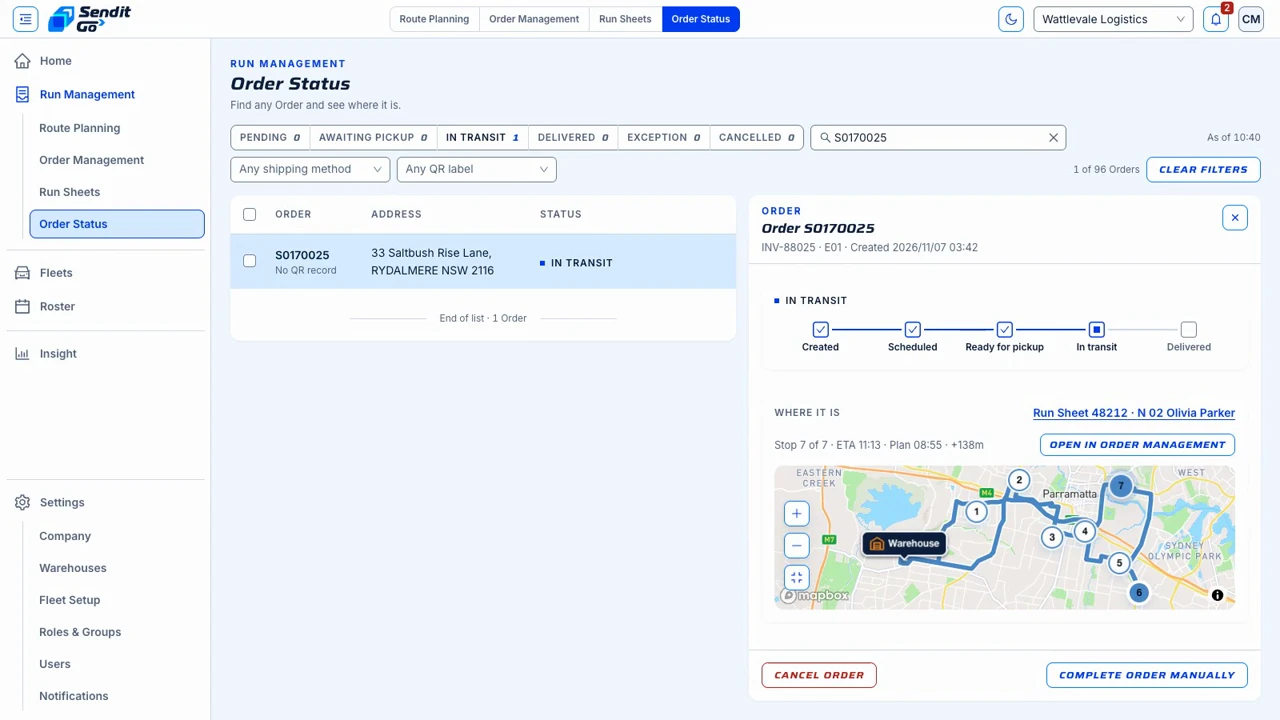 Sendit
Go
Route Planning
Order Management
Run Sheets
Order Status
Wattlevale Logistics
2
CM
Home
Run Management
Route Planning
Order Management
Run Sheets
Order Status
Fleets
Roster
Insight
Settings
Company
Warehouses
Fleet Setup
Roles & Groups
Users
Notifications
RUN MANAGEMENT
Order Status
Find any Order and see where it is.
PENDING 0
AWAITING PICKUP 0
IN TRANSIT 1
DELIVERED 0
EXCEPTION 0
CANCELLED 0
S0170025
As of 10:40
Any shipping method
Any QR label
1 of 96 Orders
CLEAR FILTERS
ORDER
ADDRESS
STATUS
S0170025
No QR record
33 Saltbush Rise Lane,
RYDALMERE NSW 2116
IN TRANSIT
End of list · 1 Order
ORDER
Order S0170025
INV-88025 · E01 · Created 2026/11/07 03:42
IN TRANSIT
Created
Scheduled
Ready for pickup
In transit
Delivered
WHERE IT IS
Run Sheet 48212 · N 02 Olivia Parker
Stop 7 of 7 · ETA 11:13 · Plan 08:55 · +138m
OPEN IN ORDER MANAGEMENT
EASTERN
CREEK
WEST
M4
Parramatta
M7
Warehouse
SYDNEY
OLYMPIC PARK
1
2
3
4
5
6
7
mapbox
CANCEL ORDER
COMPLETE ORDER MANUALLY